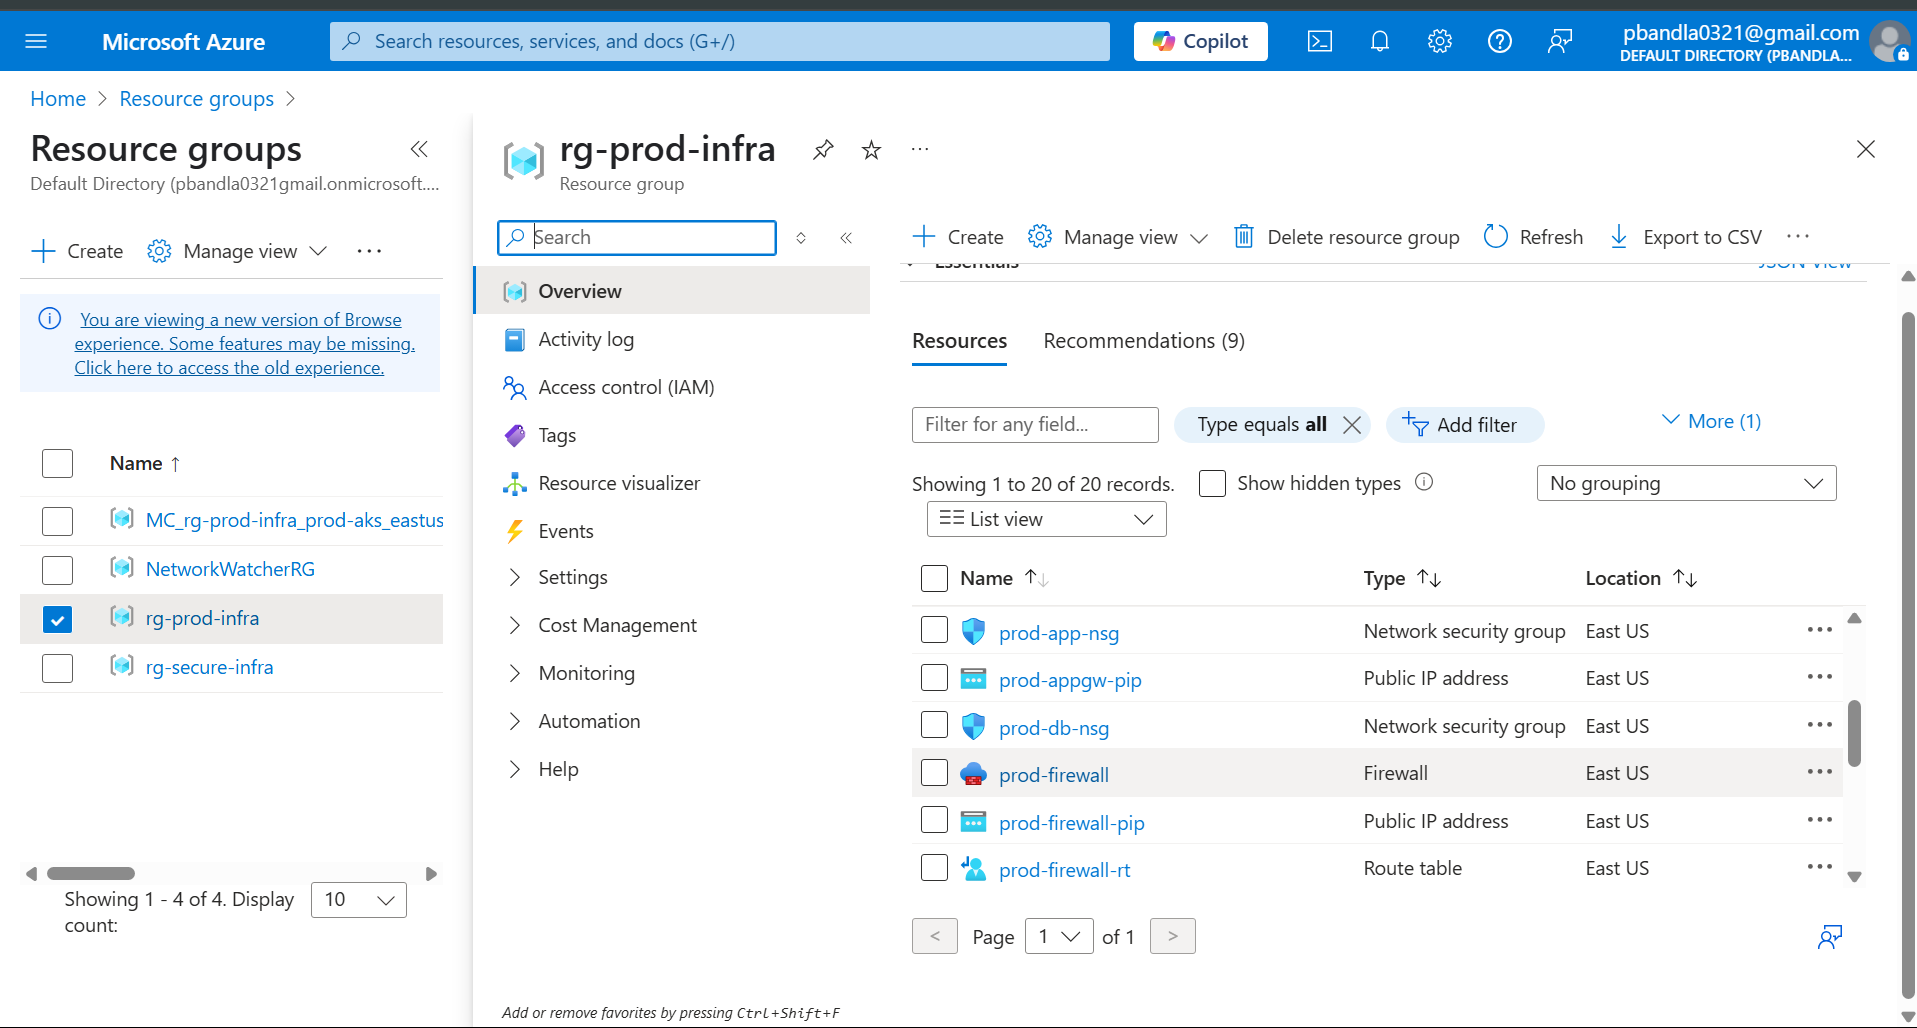 Microsoft Azure
Search resources, services, and docs (G+/)
Copilot
pbandla0321@gmail.com
DEFAULT DIRECTORY (PBANDLA...
Home > Resource groups >
Resource groups
Default Directory (pbandla0321gmail.onmicrosoft....
Create
Manage view
You are viewing a new version of Browse
experience. Some features may be missing.
Click here to access the old experience.
Name ↑
MC_rg-prod-infra_prod-aks_eastus
NetworkWatcherRG
rg-prod-infra
rg-secure-infra
Showing 1 - 4 of 4. Display
count:
10
rg-prod-infra
Resource group
Search
Overview
Activity log
Access control (IAM)
Tags
Resource visualizer
Events
Settings
Cost Management
Monitoring
Automation
Help
Add or remove favorites by pressing Ctrl+Shift+F
Create
Manage view
Delete resource group
Refresh
Export to CSV
Essentials
JSON View
Resources
Recommendations (9)
Filter for any field...
Type equals all
Add filter
More (1)
Showing 1 to 20 of 20 records.
Show hidden types
No grouping
List view
Name ↑↓ Type ↑↓ Location ↑↓
prod-app-nsg Network security group East US
prod-appgw-pip Public IP address East US
prod-db-nsg Network security group East US
prod-firewall Firewall East US
prod-firewall-pip Public IP address East US
prod-firewall-rt Route table East US
< Page 1 of 1 >